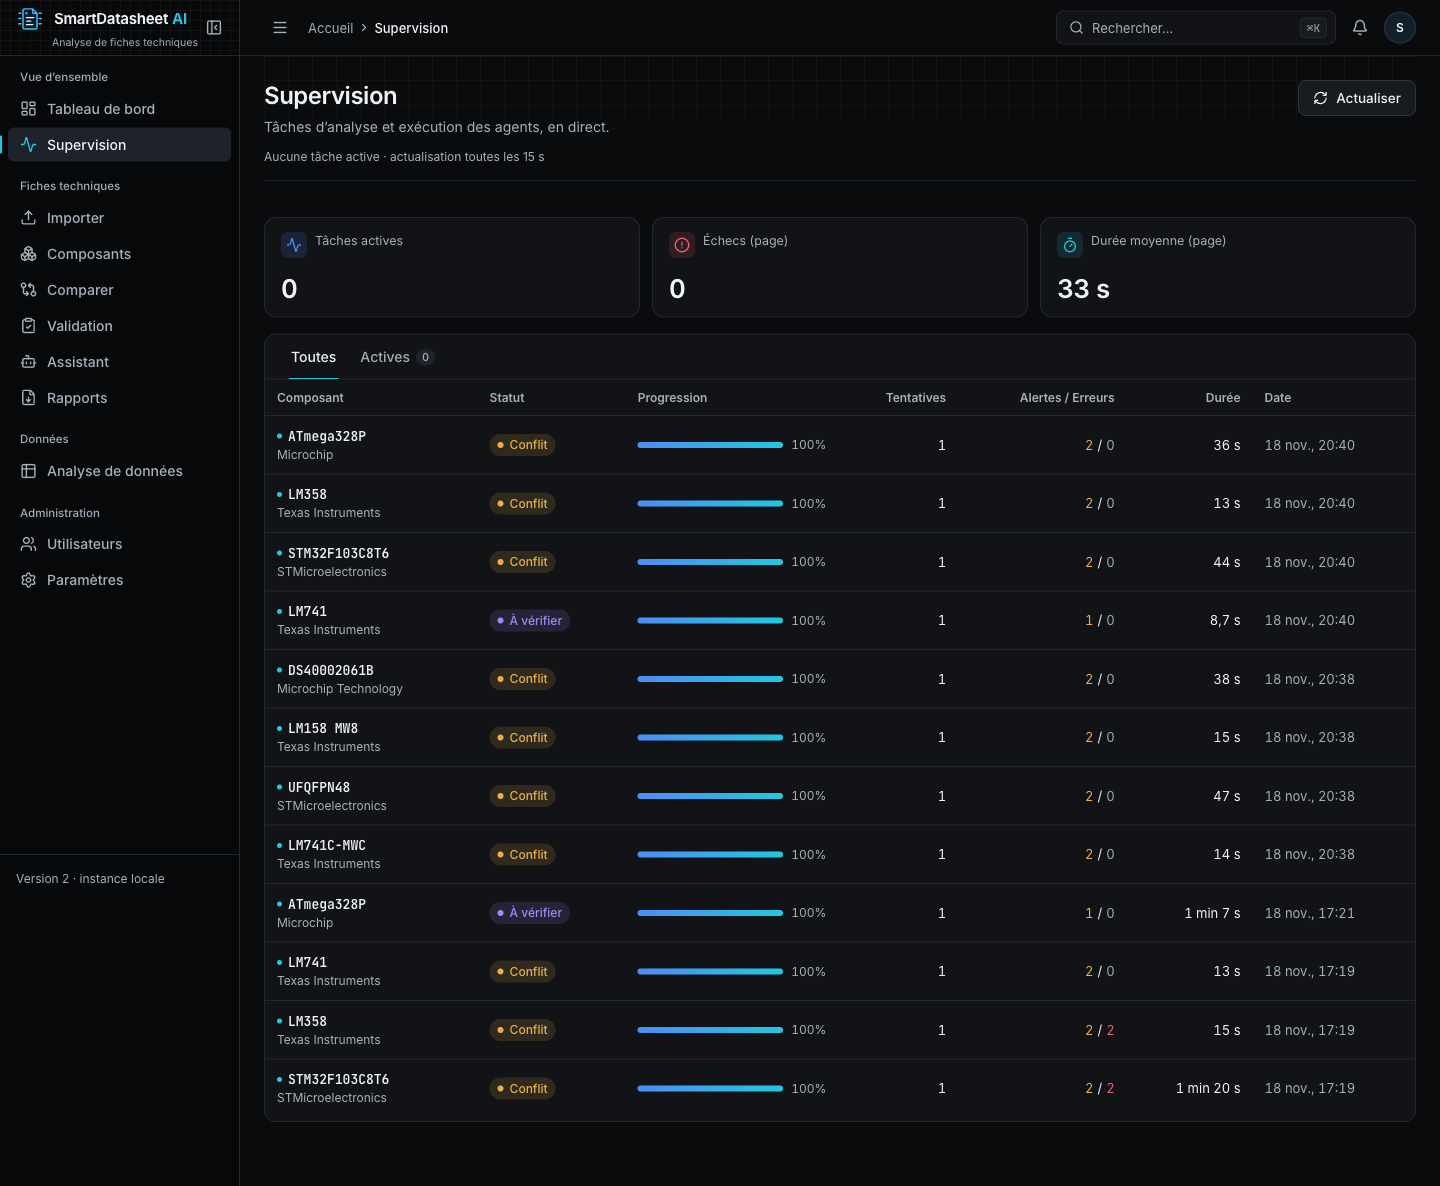 SmartDatasheet AI
Analyse de fiches techniques
Accueil > Supervision
Rechercher...
⌘K
S
Vue d’ensemble
Tableau de bord
Supervision
Fiches techniques
Importer
Composants
Comparer
Validation
Assistant
Rapports
Données
Analyse de données
Administration
Utilisateurs
Paramètres
Version 2 · instance locale
Supervision
Actualiser
Tâches d’analyse et exécution des agents, en direct.
Aucune tâche active · actualisation toutes les 15 s
Tâches actives
0
Échecs (page)
0
Durée moyenne (page)
33 s
Toutes Actives 0
Composant Statut Progression Tentatives Alertes / Erreurs Durée Date
ATmega328P
Microchip
Conflit 100% 1 2 / 0 36 s 18 nov., 20:40
LM358
Texas Instruments
Conflit 100% 1 2 / 0 13 s 18 nov., 20:40
STM32F103C8T6
STMicroelectronics
Conflit 100% 1 2 / 0 44 s 18 nov., 20:40
LM741
Texas Instruments
À vérifier 100% 1 1 / 0 8,7 s 18 nov., 20:40
DS40002061B
Microchip Technology
Conflit 100% 1 2 / 0 38 s 18 nov., 20:38
LM158 MW8
Texas Instruments
Conflit 100% 1 2 / 0 15 s 18 nov., 20:38
UFQFPN48
STMicroelectronics
Conflit 100% 1 2 / 0 47 s 18 nov., 20:38
LM741C-MWC
Texas Instruments
Conflit 100% 1 2 / 0 14 s 18 nov., 20:38
ATmega328P
Microchip
À vérifier 100% 1 1 / 0 1 min 7 s 18 nov., 17:21
LM741
Texas Instruments
Conflit 100% 1 2 / 0 13 s 18 nov., 17:19
LM358
Texas Instruments
Conflit 100% 1 2 / 2 15 s 18 nov., 17:19
STM32F103C8T6
STMicroelectronics
Conflit 100% 1 2 / 2 1 min 20 s 18 nov., 17:19